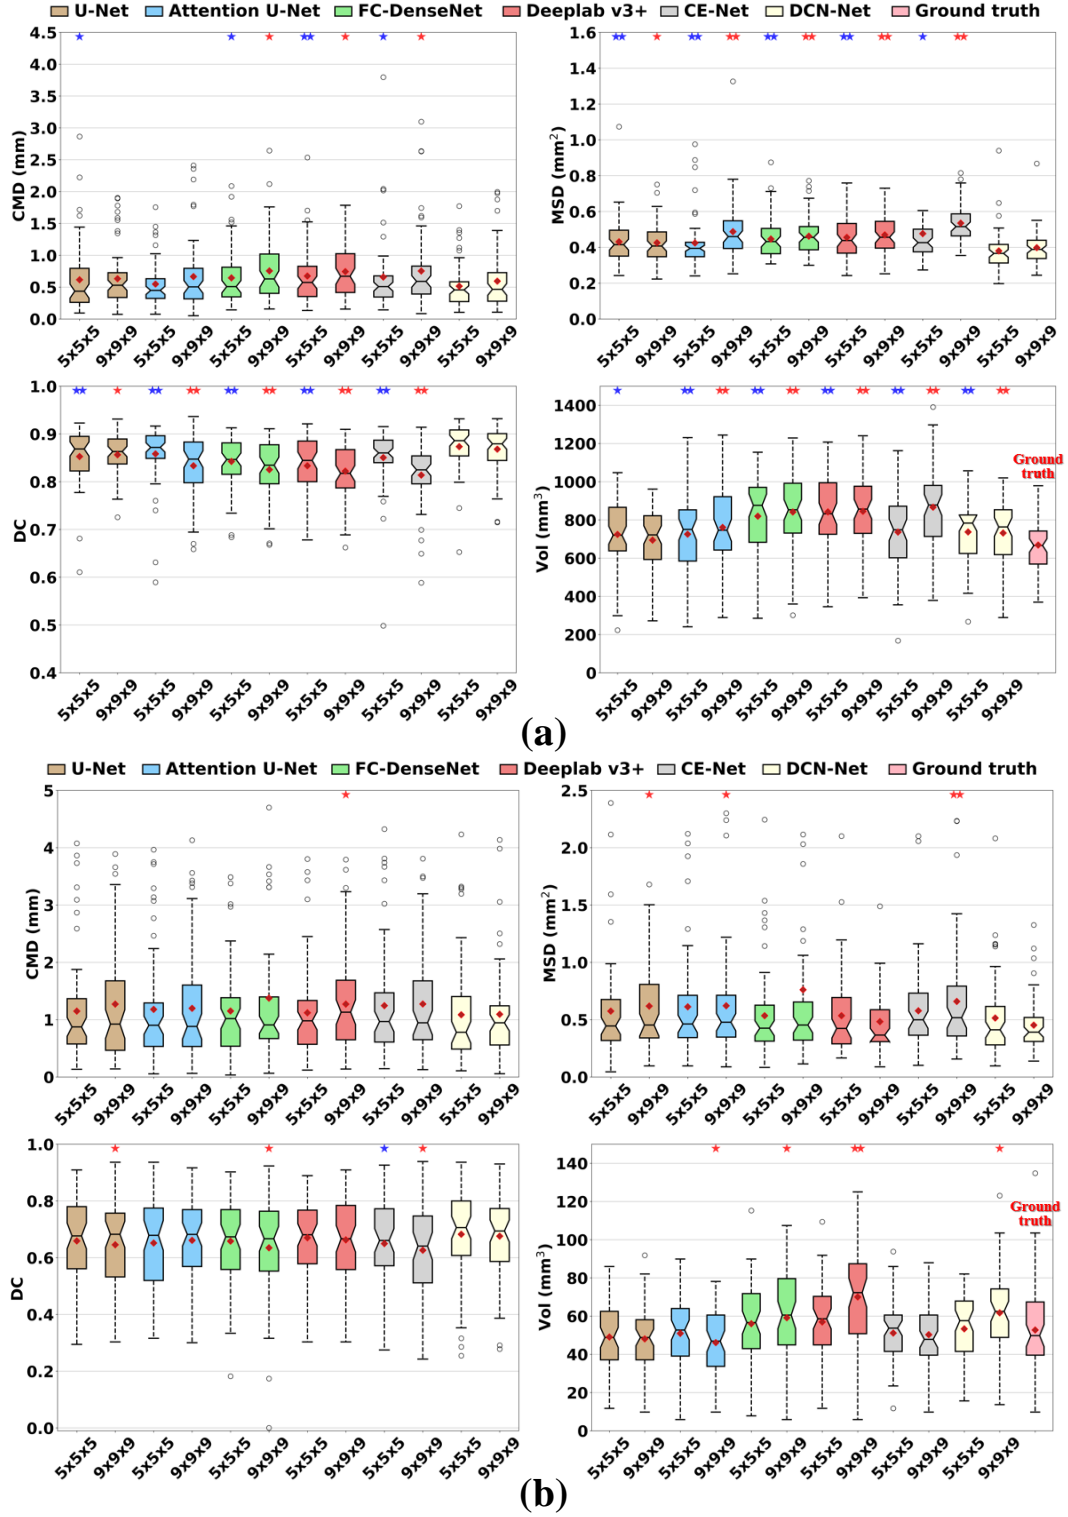 U-Net Attention U-Net FC-DenseNet Deeplab v3+ CE-Net DCN-Net Ground truth
CMD (mm)
4.5
4.0
3.5
3.0
2.5
2.0
1.5
1.0
0.5
0.0
5x5x5 9x9x9 5x5x5 9x9x9 5x5x5 9x9x9 5x5x5 9x9x9 5x5x5 9x9x9 5x5x5 9x9x9
MSD (mm²)
1.6
1.4
1.2
1.0
0.8
0.6
0.4
0.2
0.0
5x5x5 9x9x9 5x5x5 9x9x9 5x5x5 9x9x9 5x5x5 9x9x9 5x5x5 9x9x9 5x5x5 9x9x9
DC
1.0
0.9
0.8
0.7
0.6
0.5
0.4
5x5x5 9x9x9 5x5x5 9x9x9 5x5x5 9x9x9 5x5x5 9x9x9 5x5x5 9x9x9 5x5x5 9x9x9
Vol (mm³)
1400
1200
1000
800
600
400
200
0
Ground
truth
5x5x5 9x9x9 5x5x5 9x9x9 5x5x5 9x9x9 5x5x5 9x9x9 5x5x5 9x9x9 5x5x5 9x9x9
(a)
U-Net Attention U-Net FC-DenseNet Deeplab v3+ CE-Net DCN-Net Ground truth
CMD (mm)
5
4
3
2
1
0
5x5x5 9x9x9 5x5x5 9x9x9 5x5x5 9x9x9 5x5x5 9x9x9 5x5x5 9x9x9 5x5x5 9x9x9
MSD (mm²)
2.5
2.0
1.5
1.0
0.5
0.0
5x5x5 9x9x9 5x5x5 9x9x9 5x5x5 9x9x9 5x5x5 9x9x9 5x5x5 9x9x9 5x5x5 9x9x9
DC
1.0
0.8
0.6
0.4
0.2
0.0
5x5x5 9x9x9 5x5x5 9x9x9 5x5x5 9x9x9 5x5x5 9x9x9 5x5x5 9x9x9 5x5x5 9x9x9
Vol (mm³)
140
120
100
80
60
40
20
0
Ground
truth
5x5x5 9x9x9 5x5x5 9x9x9 5x5x5 9x9x9 5x5x5 9x9x9 5x5x5 9x9x9 5x5x5 9x9x9
(b)